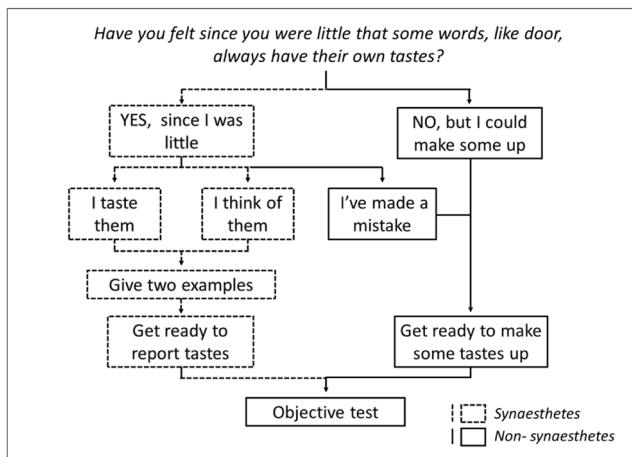 Have you felt since you were little that some words, like door,
always have their own tastes?
YES, since I was
little
NO, but I could
make some up
I taste
them
I think of
them
I've made a
mistake
Give two examples
Get ready to
report tastes
Get ready to make
some tastes up
Objective test
Synaesthetes
Non- synaesthetes